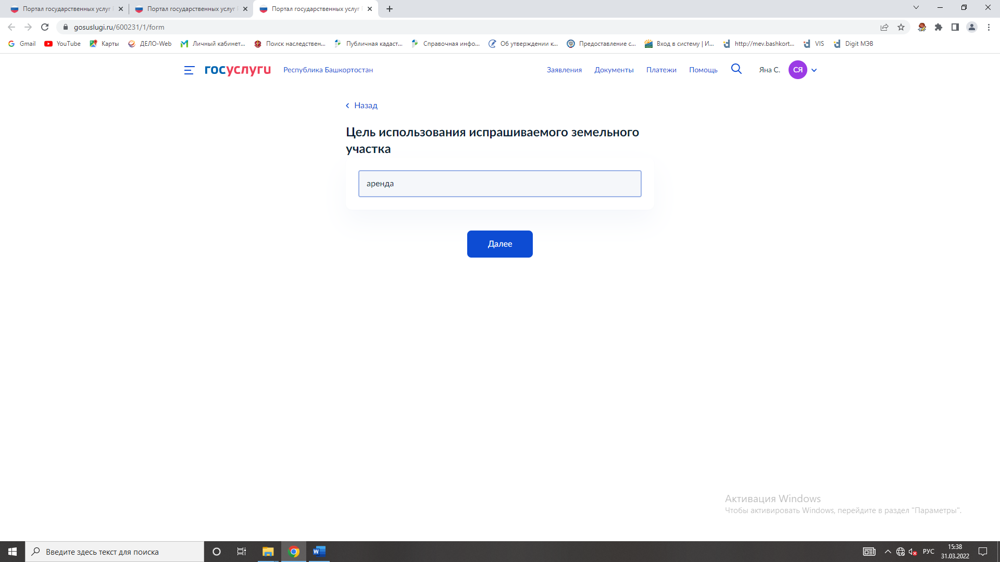 Портал государственных услуг
Портал государственных услуг
Портал государственных услуг
gosuslugi.ru/600231/1/form
Gmail
YouTube
Карты
ДЕЛО-Web
Личный кабинет...
Поиск наследствен...
Публичная кадаст...
Справочная инфо...
Об утверждении к...
Предоставление с...
Вход в систему | И...
http://mev.bashkort...
VIS
Digit МЭВ
госуслуги
Республика Башкортостан
Заявления
Документы
Платежи
Помощь
Яна С.
СЯ
Назад
Цель использования испрашиваемого земельного
участка
аренда
Далее
Активация Windows
Чтобы активировать Windows, перейдите в раздел "Параметры".
Введите здесь текст для поиска
РУС
15:38
31.03.2022